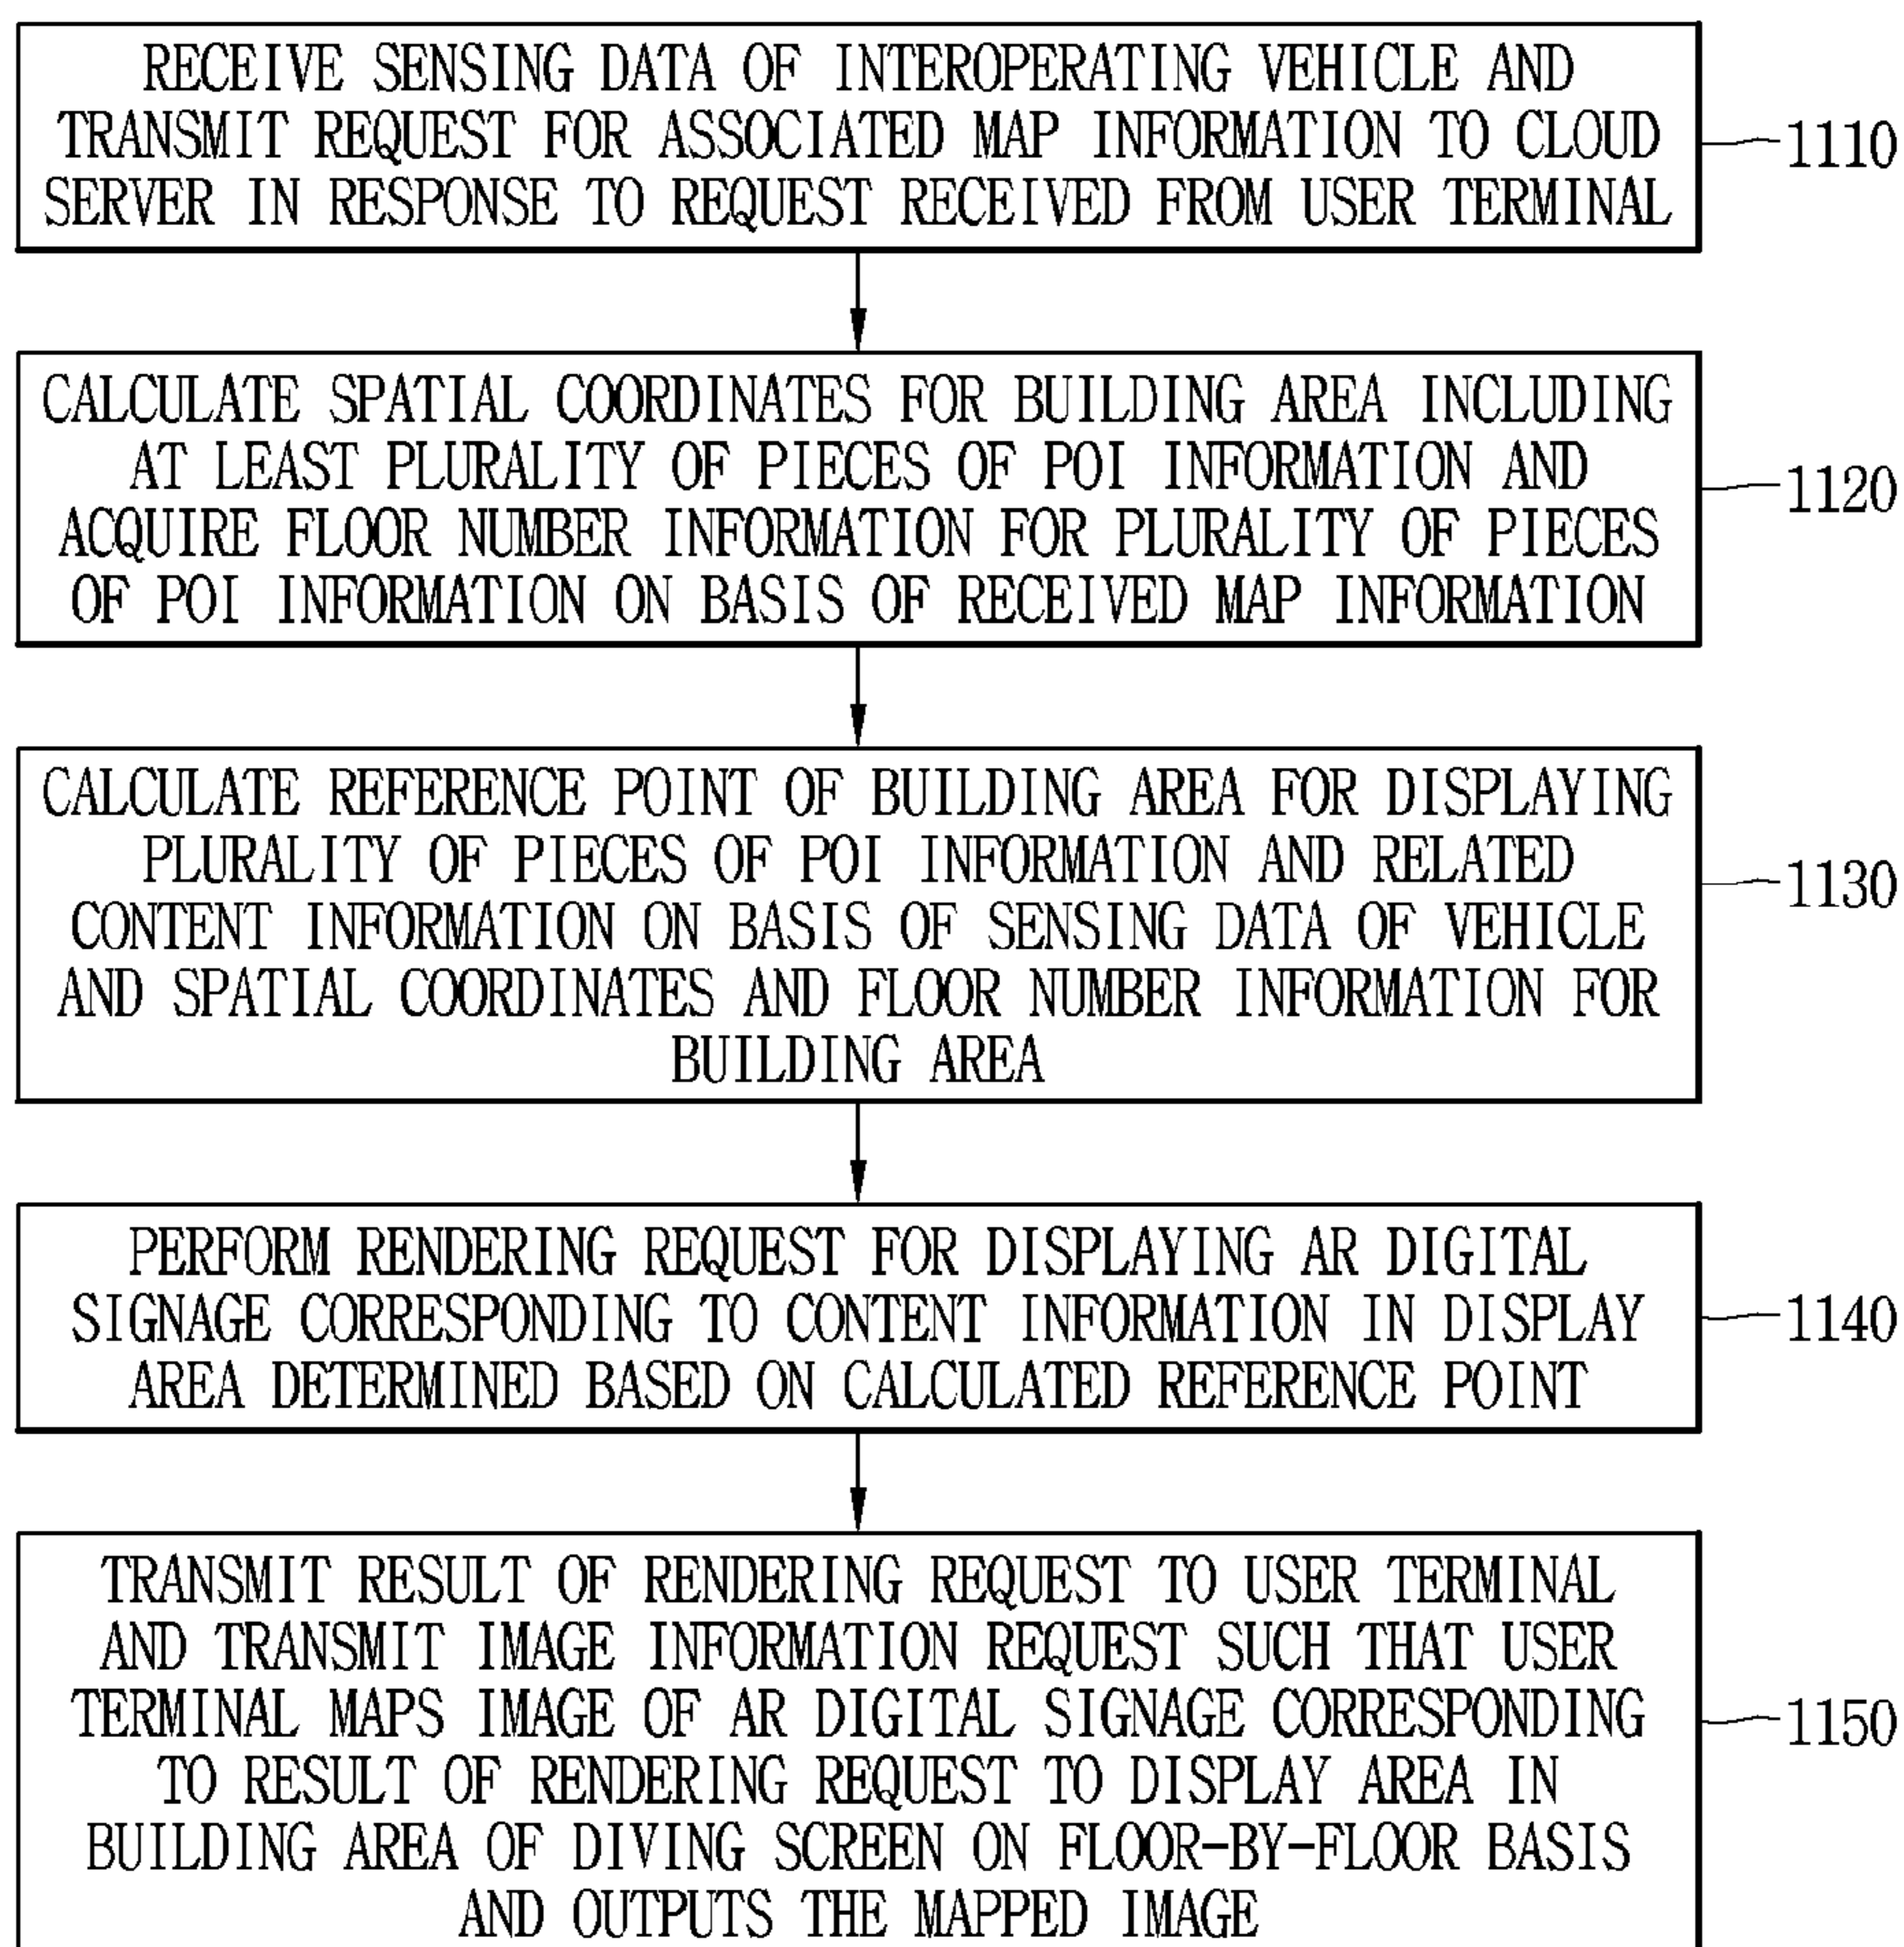 RECEIVE SENSING DATA OF INTEROPERATING VEHICLE AND
TRANSMIT REQUEST FOR ASSOCIATED MAP INFORMATION TO CLOUD
SERVER IN RESPONSE TO REQUEST RECEIVED FROM USER TERMINAL
1110
CALCULATE SPATIAL COORDINATES FOR BUILDING AREA INCLUDING
AT LEAST PLURALITY OF PIECES OF POI INFORMATION AND
ACQUIRE FLOOR NUMBER INFORMATION FOR PLURALITY OF PIECES
OF POI INFORMATION ON BASIS OF RECEIVED MAP INFORMATION
1120
CALCULATE REFERENCE POINT OF BUILDING AREA FOR DISPLAYING
PLURALITY OF PIECES OF POI INFORMATION AND RELATED
CONTENT INFORMATION ON BASIS OF SENSING DATA OF VEHICLE
AND SPATIAL COORDINATES AND FLOOR NUMBER INFORMATION FOR
BUILDING AREA
1130
PERFORM RENDERING REQUEST FOR DISPLAYING AR DIGITAL
SIGNAGE CORRESPONDING TO CONTENT INFORMATION IN DISPLAY
AREA DETERMINED BASED ON CALCULATED REFERENCE POINT
1140
TRANSMIT RESULT OF RENDERING REQUEST TO USER TERMINAL
AND TRANSMIT IMAGE INFORMATION REQUEST SUCH THAT USER
TERMINAL MAPS IMAGE OF AR DIGITAL SIGNAGE CORRESPONDING
TO RESULT OF RENDERING REQUEST TO DISPLAY AREA IN
BUILDING AREA OF DIVING SCREEN ON FLOOR-BY-FLOOR BASIS
AND OUTPUTS THE MAPPED IMAGE
1150